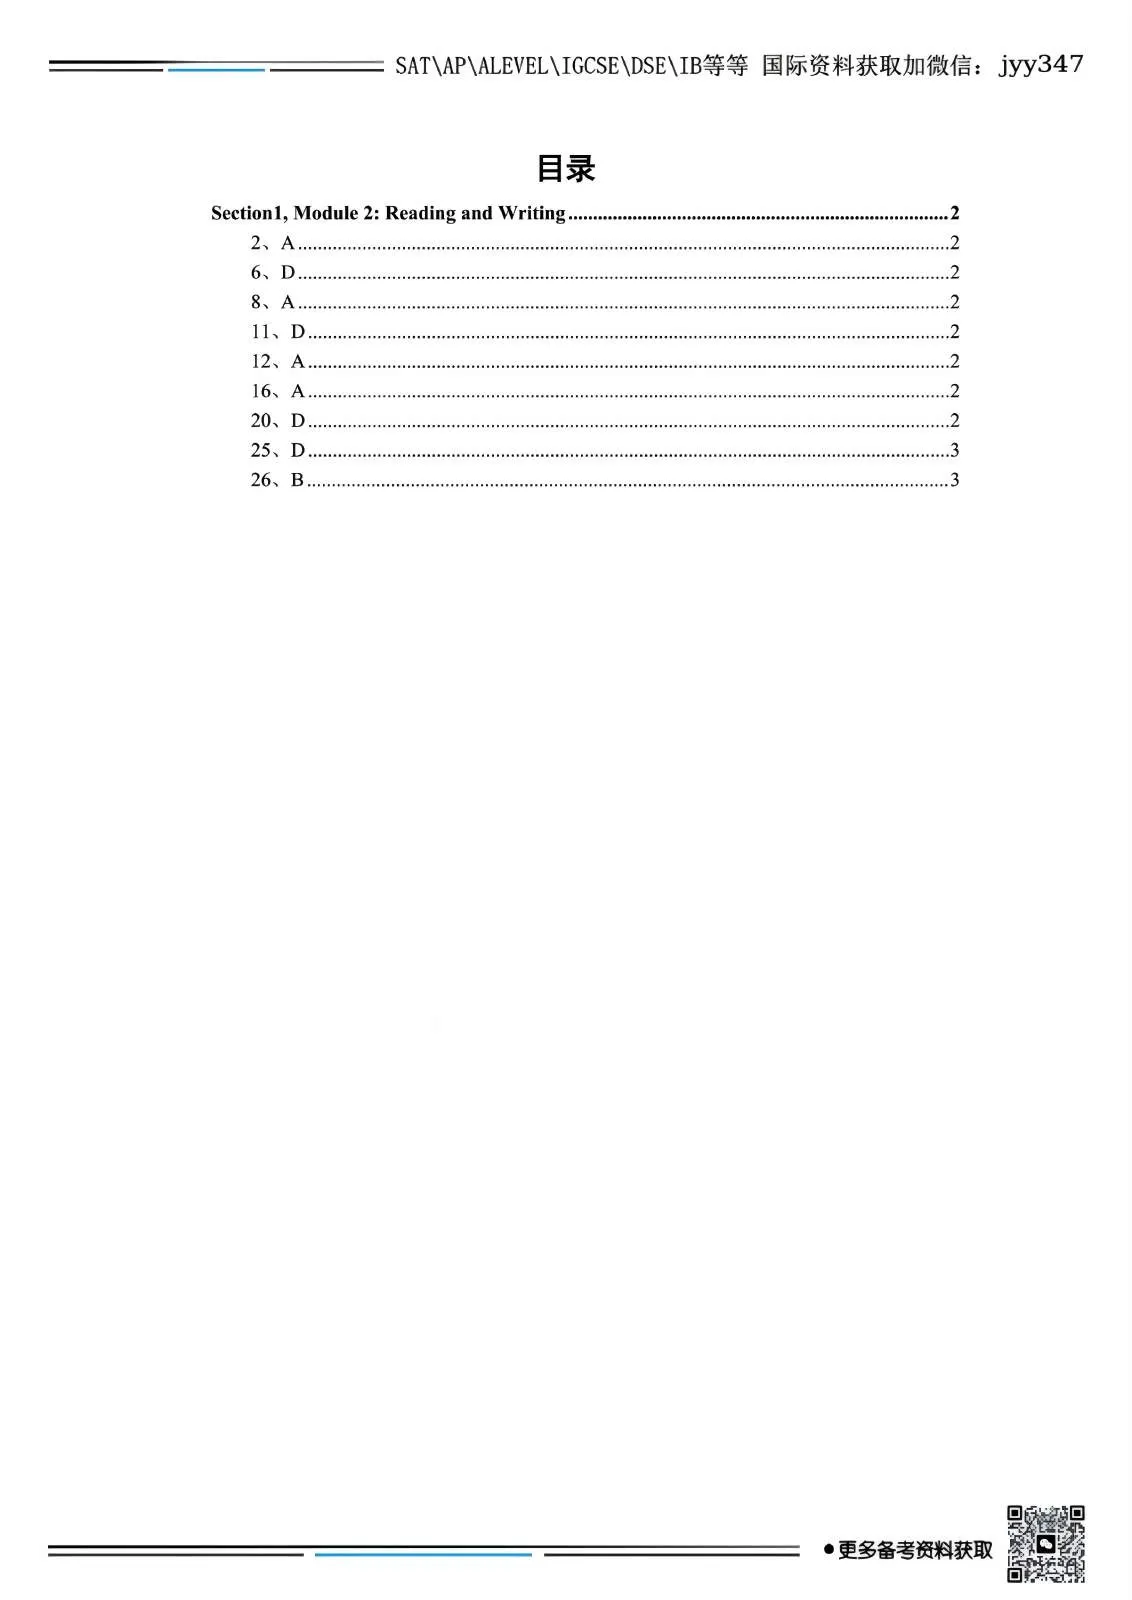 SAT\AP\ALEVEL\IGCSE\DSE\IB等等 国际资料获取加微信：jyy347
目录
Section1, Module 2: Reading and Writing........................................2
2、A........................................2
6、D........................................2
8、A........................................2
11、D........................................2
12、A........................................2
16、A........................................2
20、D........................................2
25、D........................................3
26、B........................................3
●更多备考资料获取